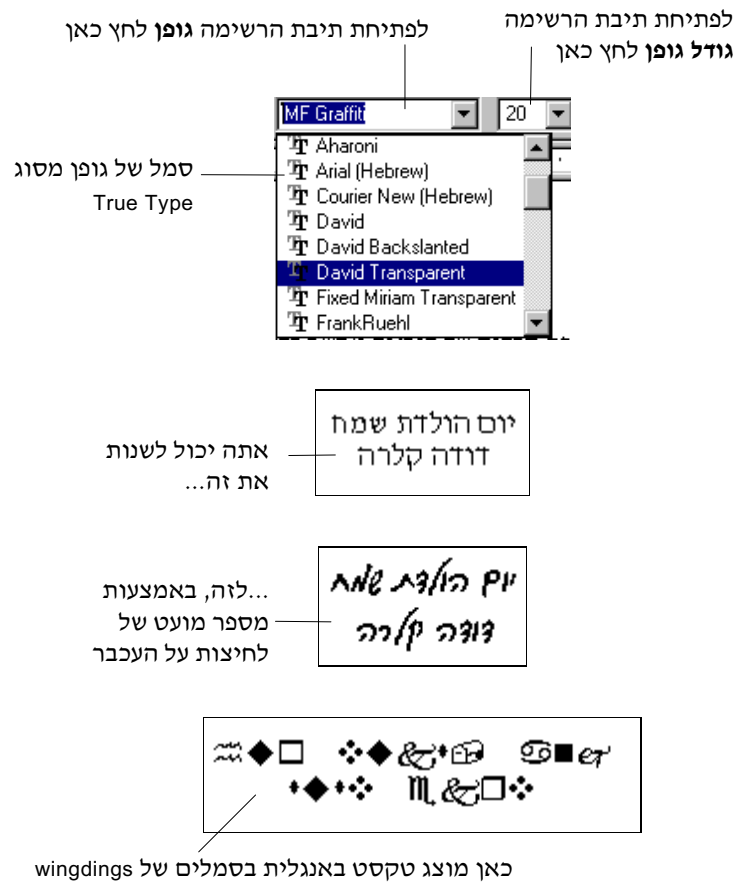 לפתיחת תיבת הרשימה
גודל גופן לחץ כאן
לפתיחת תיבת הרשימה גופן לחץ כאן
MF Graffiti
20
Aharoni
Arial (Hebrew)
Courier New (Hebrew)
David
David Backslanted
David Transparent
Fixed Miriam Transparent
FrankRuehl
סמל של גופן מסוג
True Type
יום הולדת שמח
דודה קלרה
אתה יכול לשנות
את זה...
יום הולדת שמח
דודה קלרה
...לזה, באמצעות
מספר מועט של
לחיצות על העכבר
כאן מוצג טקסט באנגלית בסמלים של wingdings